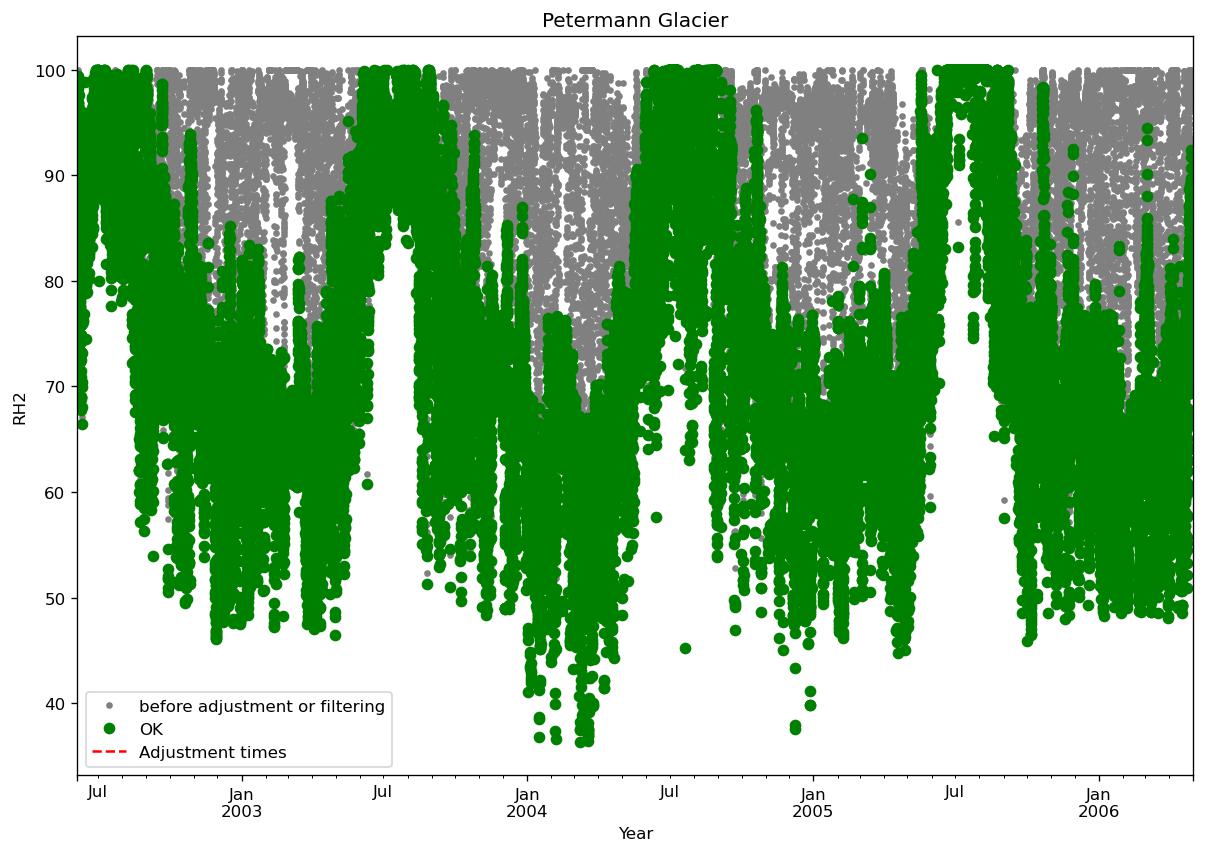 Petermann Glacier
RH2
100
90
80
70
60
50
40
before adjustment or filtering
OK
Adjustment times
Jul
Jan
2003
Jul
Jan
2004
Jul
Jan
2005
Jul
Jan
2006
Year